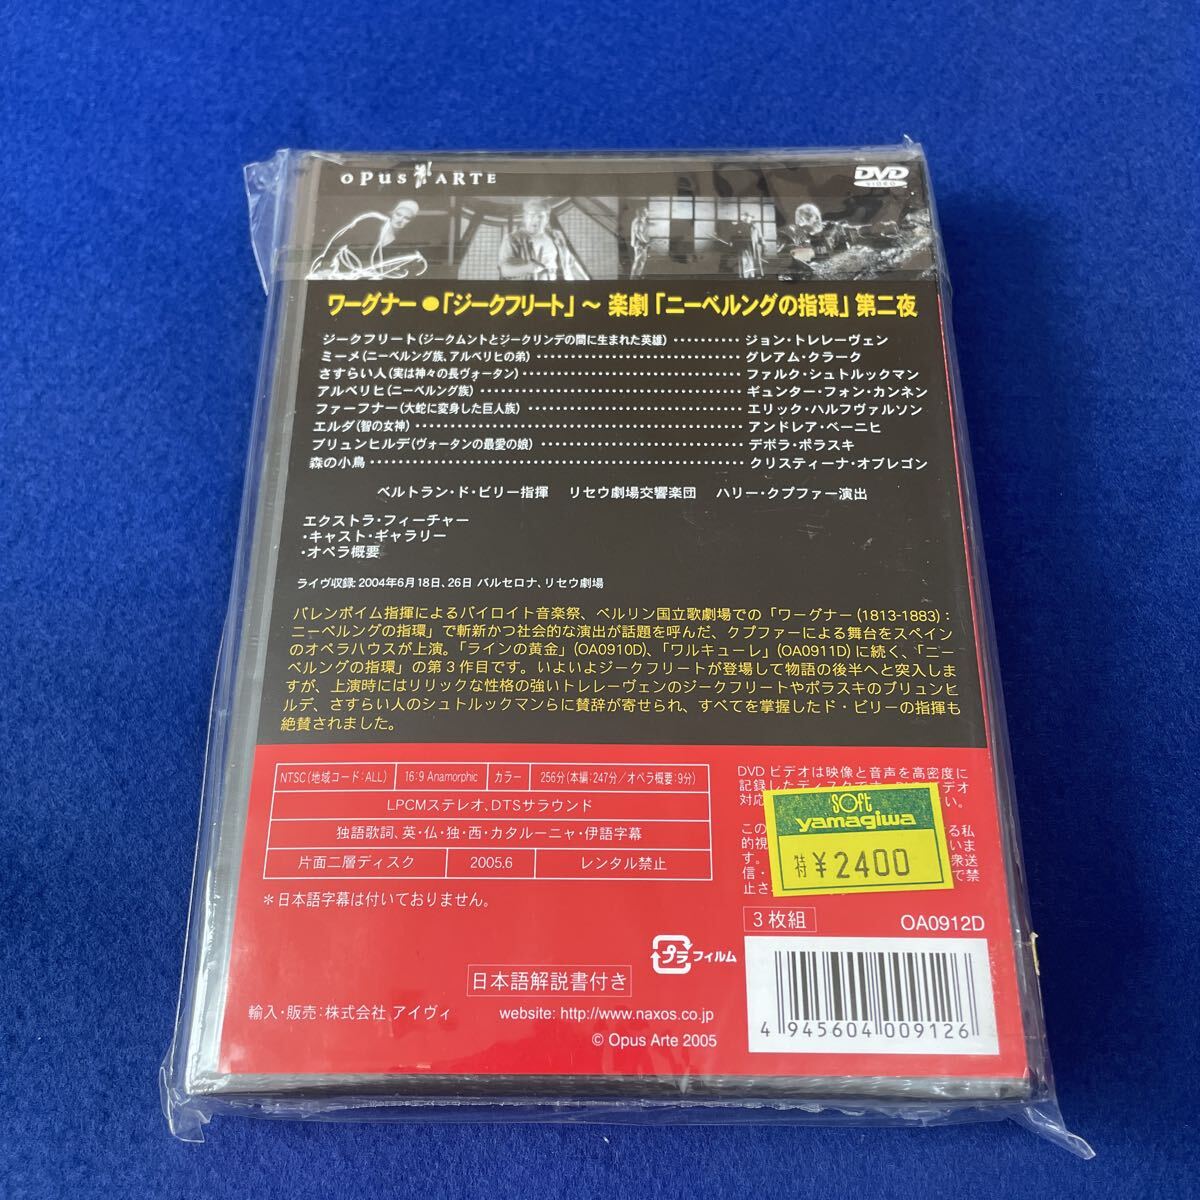 OPUS ARTE
DVD
VIDEO
ワーグナー●「ジークフリート」～ 楽劇「ニーベルングの指環」第二夜
ジークフリート(ジークムントとジークリンデの間に生まれた英雄)‥‥‥‥‥ジョン・トレレーヴェン
ミーメ(ニーベルング族、アルベリヒの弟)‥‥‥‥‥グレアム・クラーク
さすらい人(実は神々の長ヴォータン)‥‥‥‥‥ファルク・シュトルックマン
アルベリヒ(ニーベルング族)‥‥‥‥‥ギュンター・フォン・カンネン
ファーフナー(大蛇に変身した巨人族)‥‥‥‥‥エリック・ハルフヴァルソン
エルダ(智の女神)‥‥‥‥‥アンドレア・ベーニヒ
ブリュンヒルデ(ヴォータンの最愛の娘)‥‥‥‥‥デボラ・ポラスキ
森の小鳥‥‥‥‥‥クリスティーナ・オブレゴン
ベルトラン・ド・ビリー指揮 リセウ劇場交響楽団 ハリー・クプファー演出
エクストラ・フィーチャー
・キャスト・ギャラリー
・オペラ概要
ライヴ収録:2004年6月18日、26日 バルセロナ、リセウ劇場
バレンボイム指揮によるバイロイト音楽祭、ベルリン国立歌劇場での「ワーグナー(1813-1883):
ニーベルングの指環」で斬新かつ社会的な演出が話題を呼んだ、クプファーによる舞台をスペイン
のオペラハウスが上演。「ラインの黄金」(OA0910D)、「ワルキューレ」(OA0911D)に続く、「ニー
ベルングの指環」の第3作目です。いよいよジークフリートが登場して物語の後半へと突入しま
すが、上演時にはリリックな性格の強いトレレーヴェンのジークフリートやポラスキのブリュンヒ
ルデ、さすらい人のシュトルックマンらに賛辞が寄せられ、すべてを掌握したド・ビリーの指揮も
絶賛されました。
NTSC(地域コード:ALL) 16:9 Anamorphic カラー 256分(本編:247分/オペラ概要:9分)
LPCMステレオ、DTSサラウンド
独語歌詞、英・仏・独・西・カタルーニャ・伊語字幕
片面二層ディスク 2005.6 レンタル禁止
＊日本語字幕は付いておりません。
DVDビデオは映像と音声を高密度に
記録したディスクです。
対応
soft
yamagiwa
特 ¥2400
3枚組
OA0912D
プラ フィルム
日本語解説書付き
輸入・販売:株式会社 アイヴィ
website: http://www.naxos.co.jp
© Opus Arte 2005
4 945604 009126